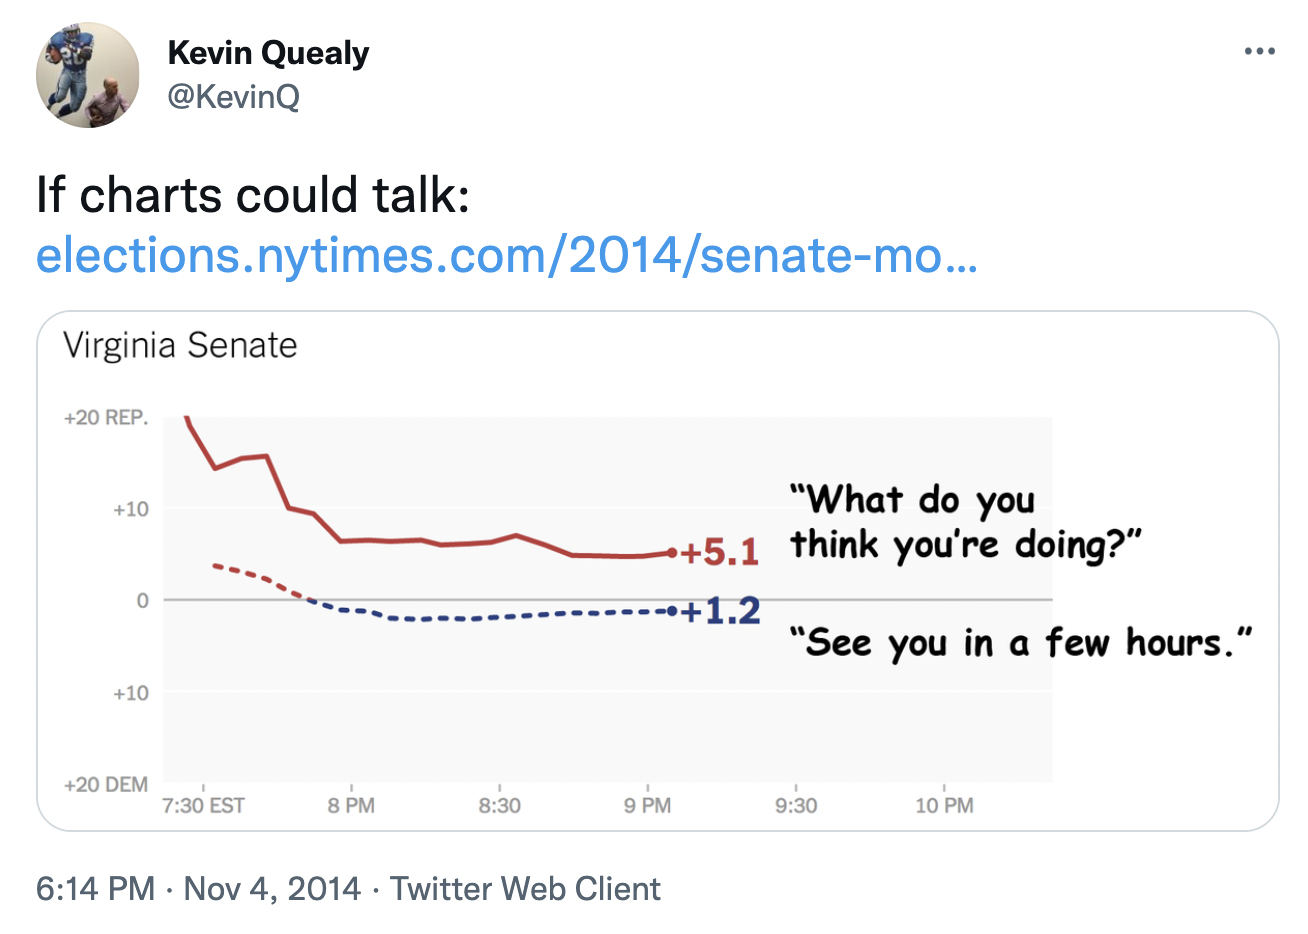 Kevin Quealy
@KevinQ
If charts could talk:
elections.nytimes.com/2014/senate-mo...
Virginia Senate
+20 REP.
+10
0
+10
+20 DEM
+5.1
+1.2
“What do you
think you’re doing?”
“See you in a few hours.”
7:30 EST 8 PM 8:30 9 PM 9:30 10 PM
6:14 PM · Nov 4, 2014 · Twitter Web Client